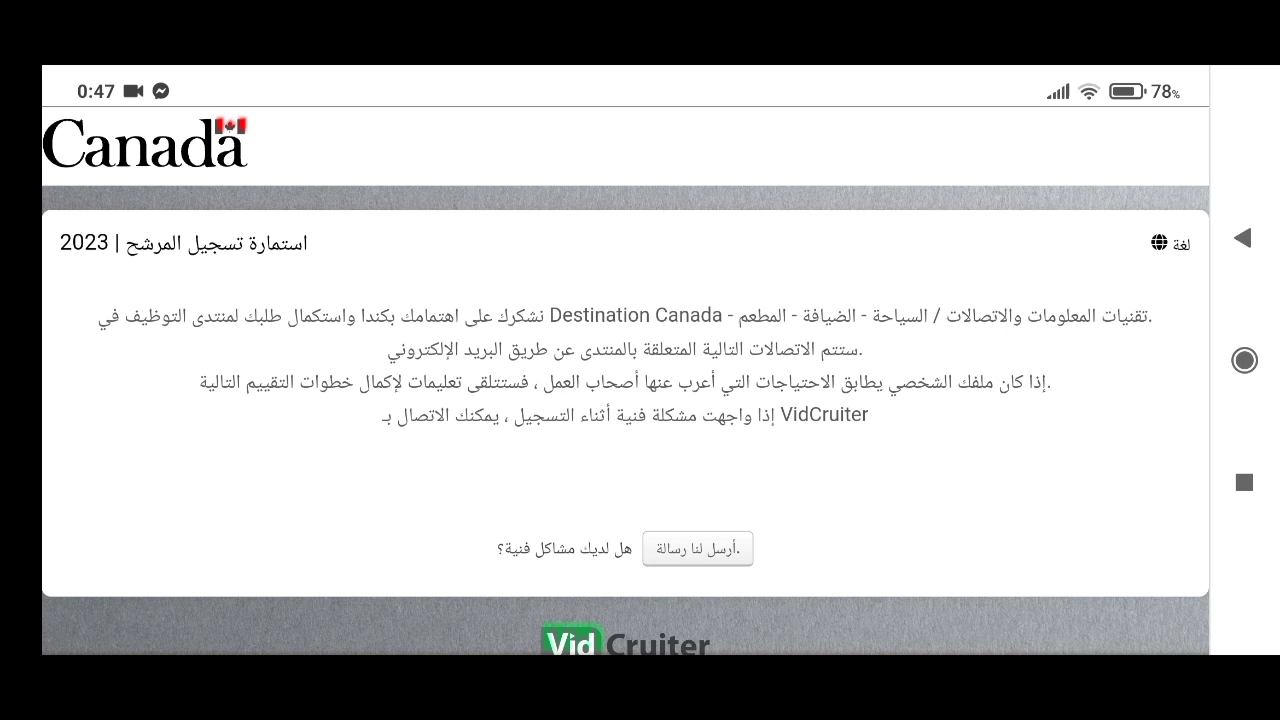 0:47
78%
Canada
استمارة تسجيل المرشح | 2023
لغة
نشكرك على اهتمامك بكندا واستكمال طلبك لمنتدى التوظيف في Destination Canada - تقنيات المعلومات والاتصالات / السياحة - الضيافة - المطعم.
ستتم الاتصالات التالية المتعلقة بالمنتدى عن طريق البريد الإلكتروني.
إذا كان ملفك الشخصي يطابق الاحتياجات التي أعرب عنها أصحاب العمل ، فستتلقى تعليمات لإكمال خطوات التقييم التالية.
إذا واجهت مشكلة فنية أثناء التسجيل ، يمكنك الاتصال بـ VidCruiter
هل لديك مشاكل فنية؟ أرسل لنا رسالة.
VidCruiter